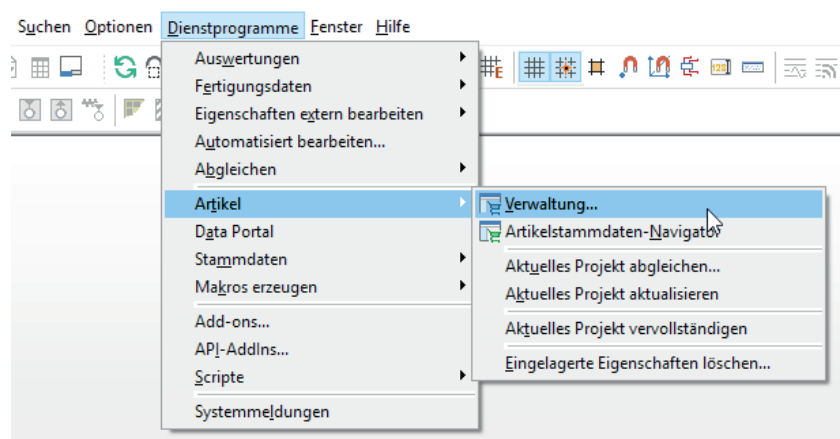 Suchen Optionen Dienstprogramme Fenster Hilfe
Auswertungen
Fertigungsdaten
Eigenschaften extern bearbeiten
Automatisiert bearbeiten...
Abgleichen
Artikel
Data Portal
Stammdaten
Makros erzeugen
Add-ons...
API-AddIns...
Scripte
Systemmeldungen
Verwaltung...
Artikelstammdaten-Navigator
Aktuelles Projekt abgleichen...
Aktuelles Projekt aktualisieren
Aktuelles Projekt vervollständigen
Eingelagerte Eigenschaften löschen...